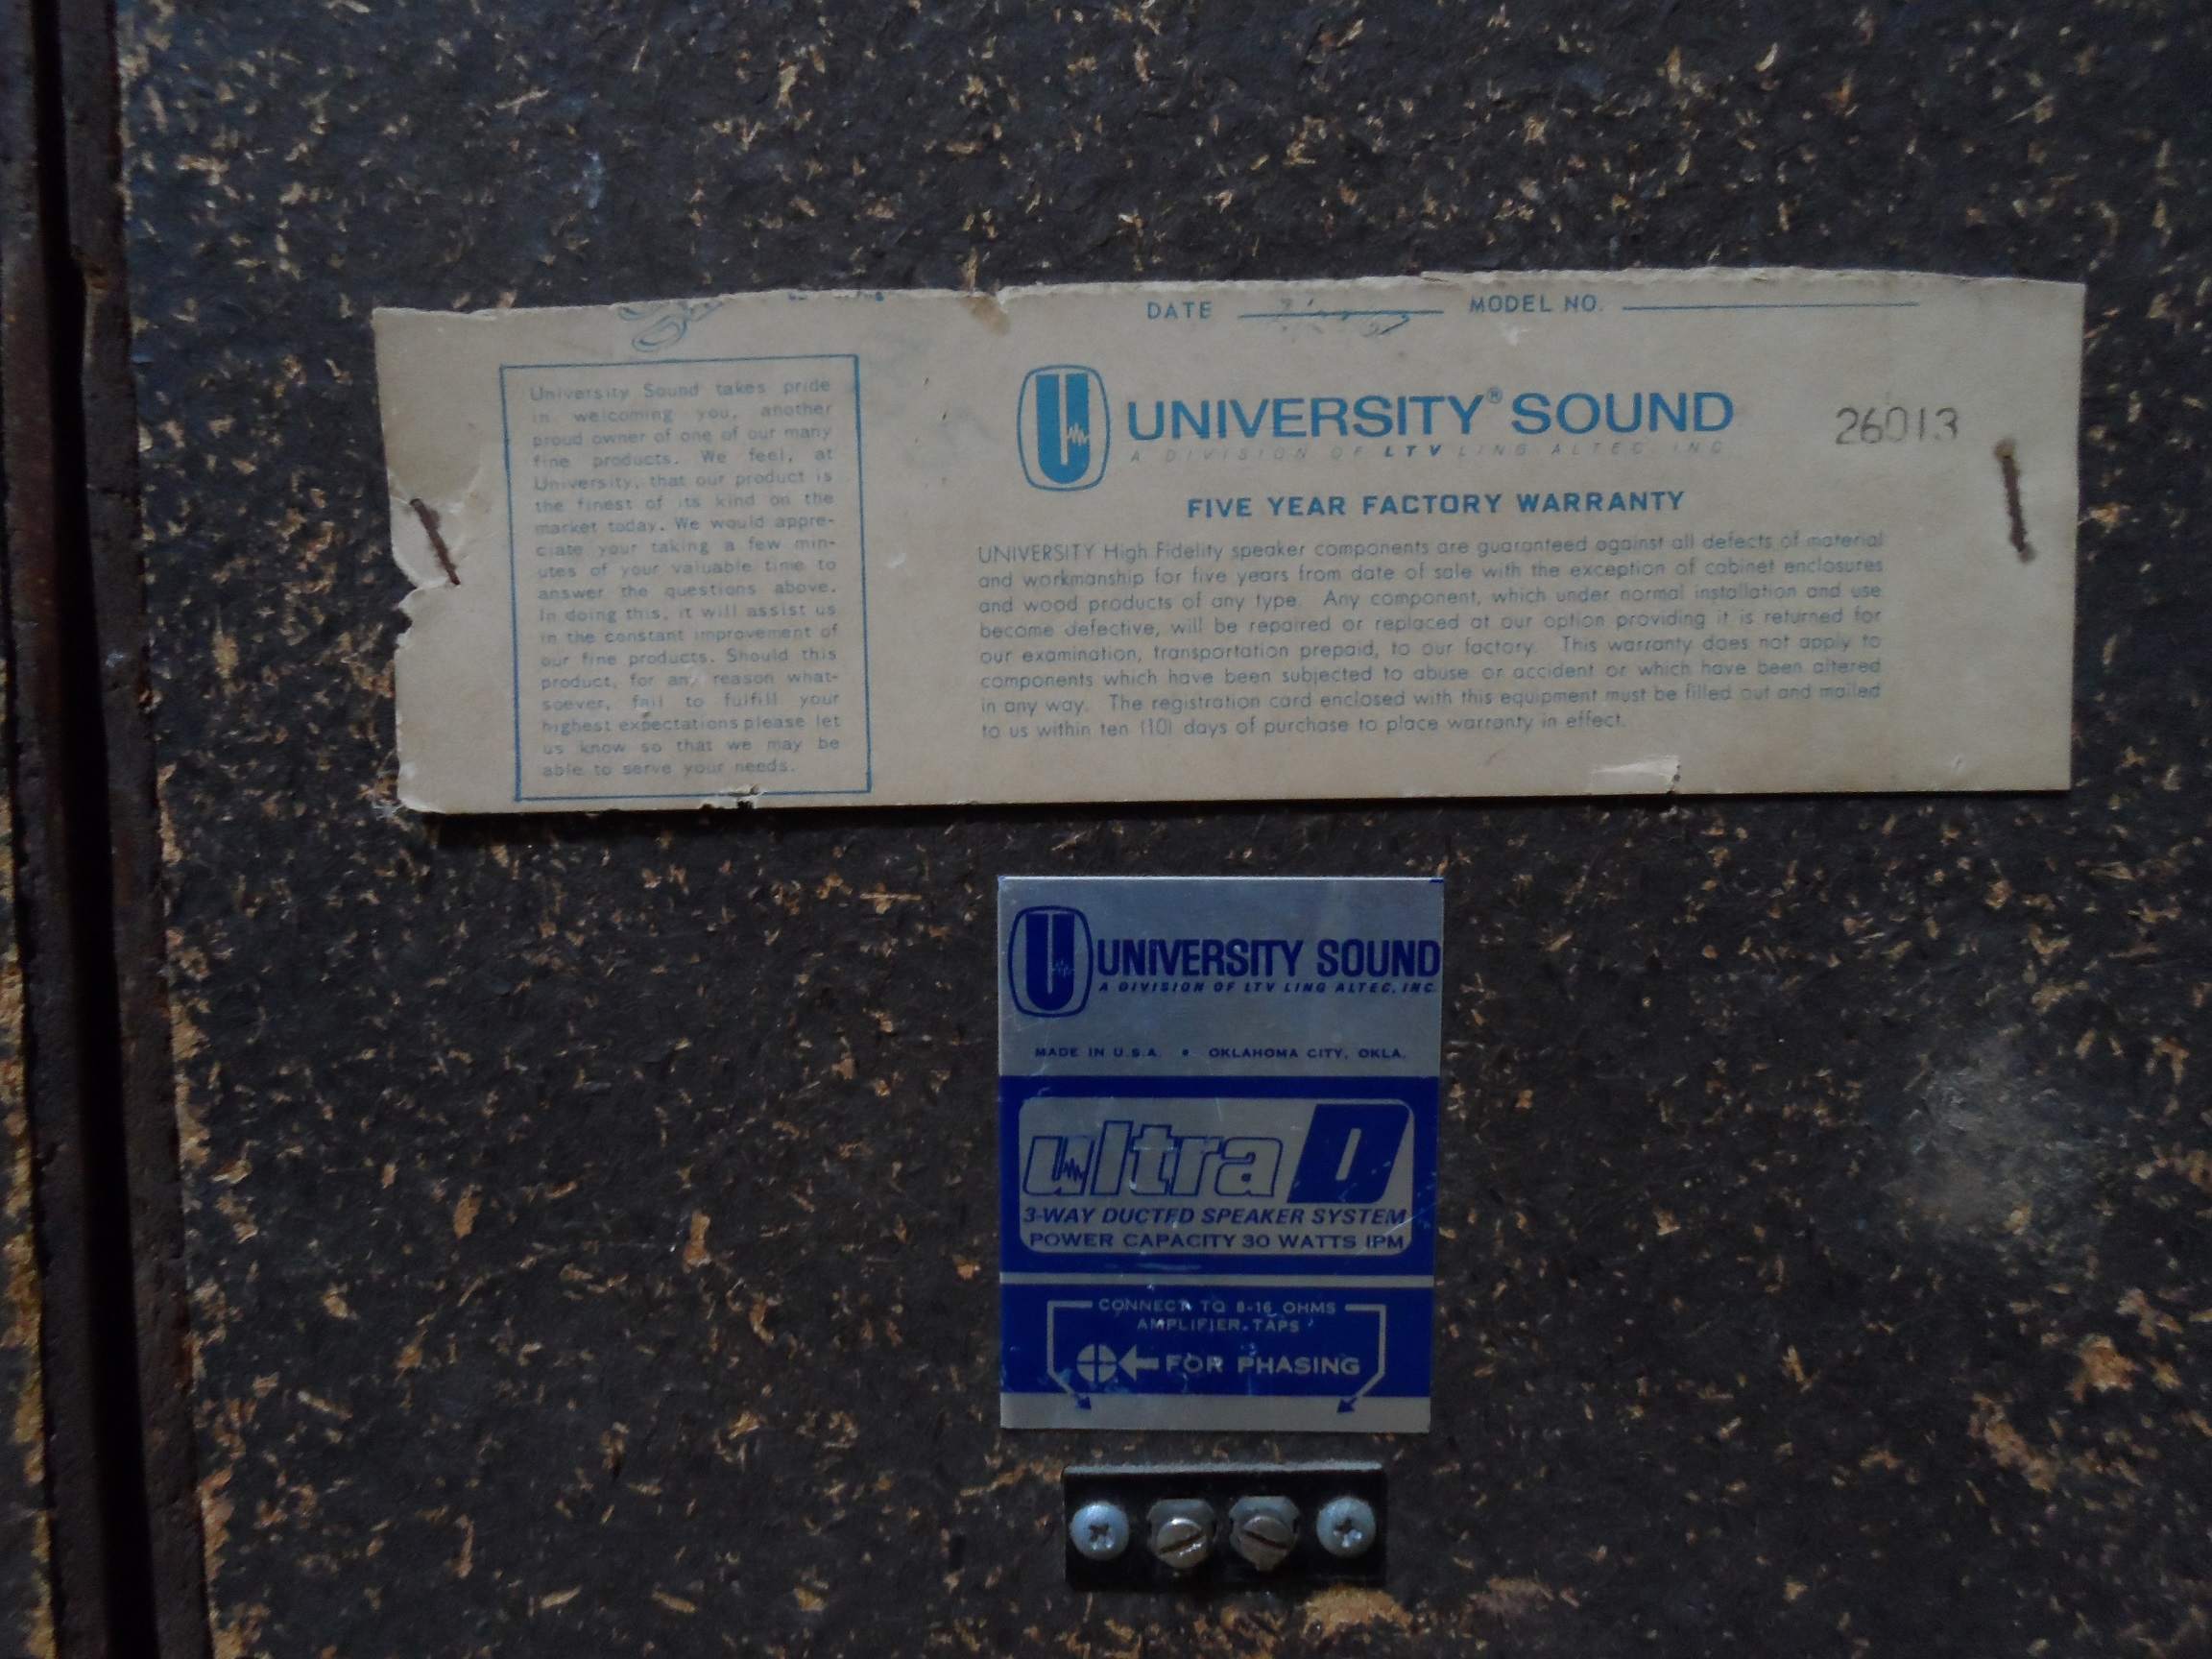 DATE MODEL NO.
University Sound takes pride
in welcoming you, another
proud owner of one of our many
fine products. We feel, at
University, that our product is
the finest of its kind on the
market today. We would appre-
ciate your taking a few min-
utes of your valuable time to
answer the questions above.
In doing this, it will assist us
in the constant improvement of
our fine products. Should this
product, for any reason what-
soever, fail to fulfill your
highest expectations please let
us know so that we may be
able to serve your needs.
U UNIVERSITY® SOUND
A DIVISION OF LTV LING ALTEC, INC.
26013
FIVE YEAR FACTORY WARRANTY
UNIVERSITY High Fidelity speaker components are guaranteed against all defects of material
and workmanship for five years from date of sale with the exception of cabinet enclosures
and wood products of any type. Any component, which under normal installation and use
become defective, will be repaired or replaced at our option providing it is returned for
our examination, transportation prepaid, to our factory. This warranty does not apply to
components which have been subjected to abuse or accident or which have been altered
in any way. The registration card enclosed with this equipment must be filled out and mailed
to us within ten (10) days of purchase to place warranty in effect.
U UNIVERSITY SOUND
A DIVISION OF LTV LING ALTEC, INC.
MADE IN U.S.A. • OKLAHOMA CITY, OKLA.
ultra D
3-WAY DUCTED SPEAKER SYSTEM
POWER CAPACITY 30 WATTS IPM
CONNECT TO 8-16 OHMS
AMPLIFIER TAPS
FOR PHASING